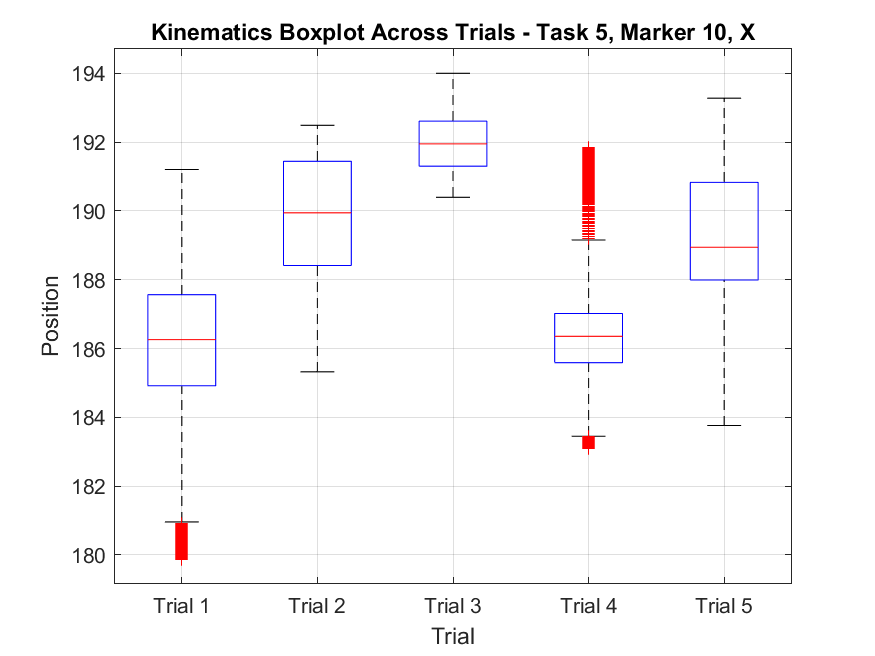 Kinematics Boxplot Across Trials - Task 5, Marker 10, X
194
192
190
188
186
184
182
180
Position
Trial 1 Trial 2 Trial 3 Trial 4 Trial 5
Trial